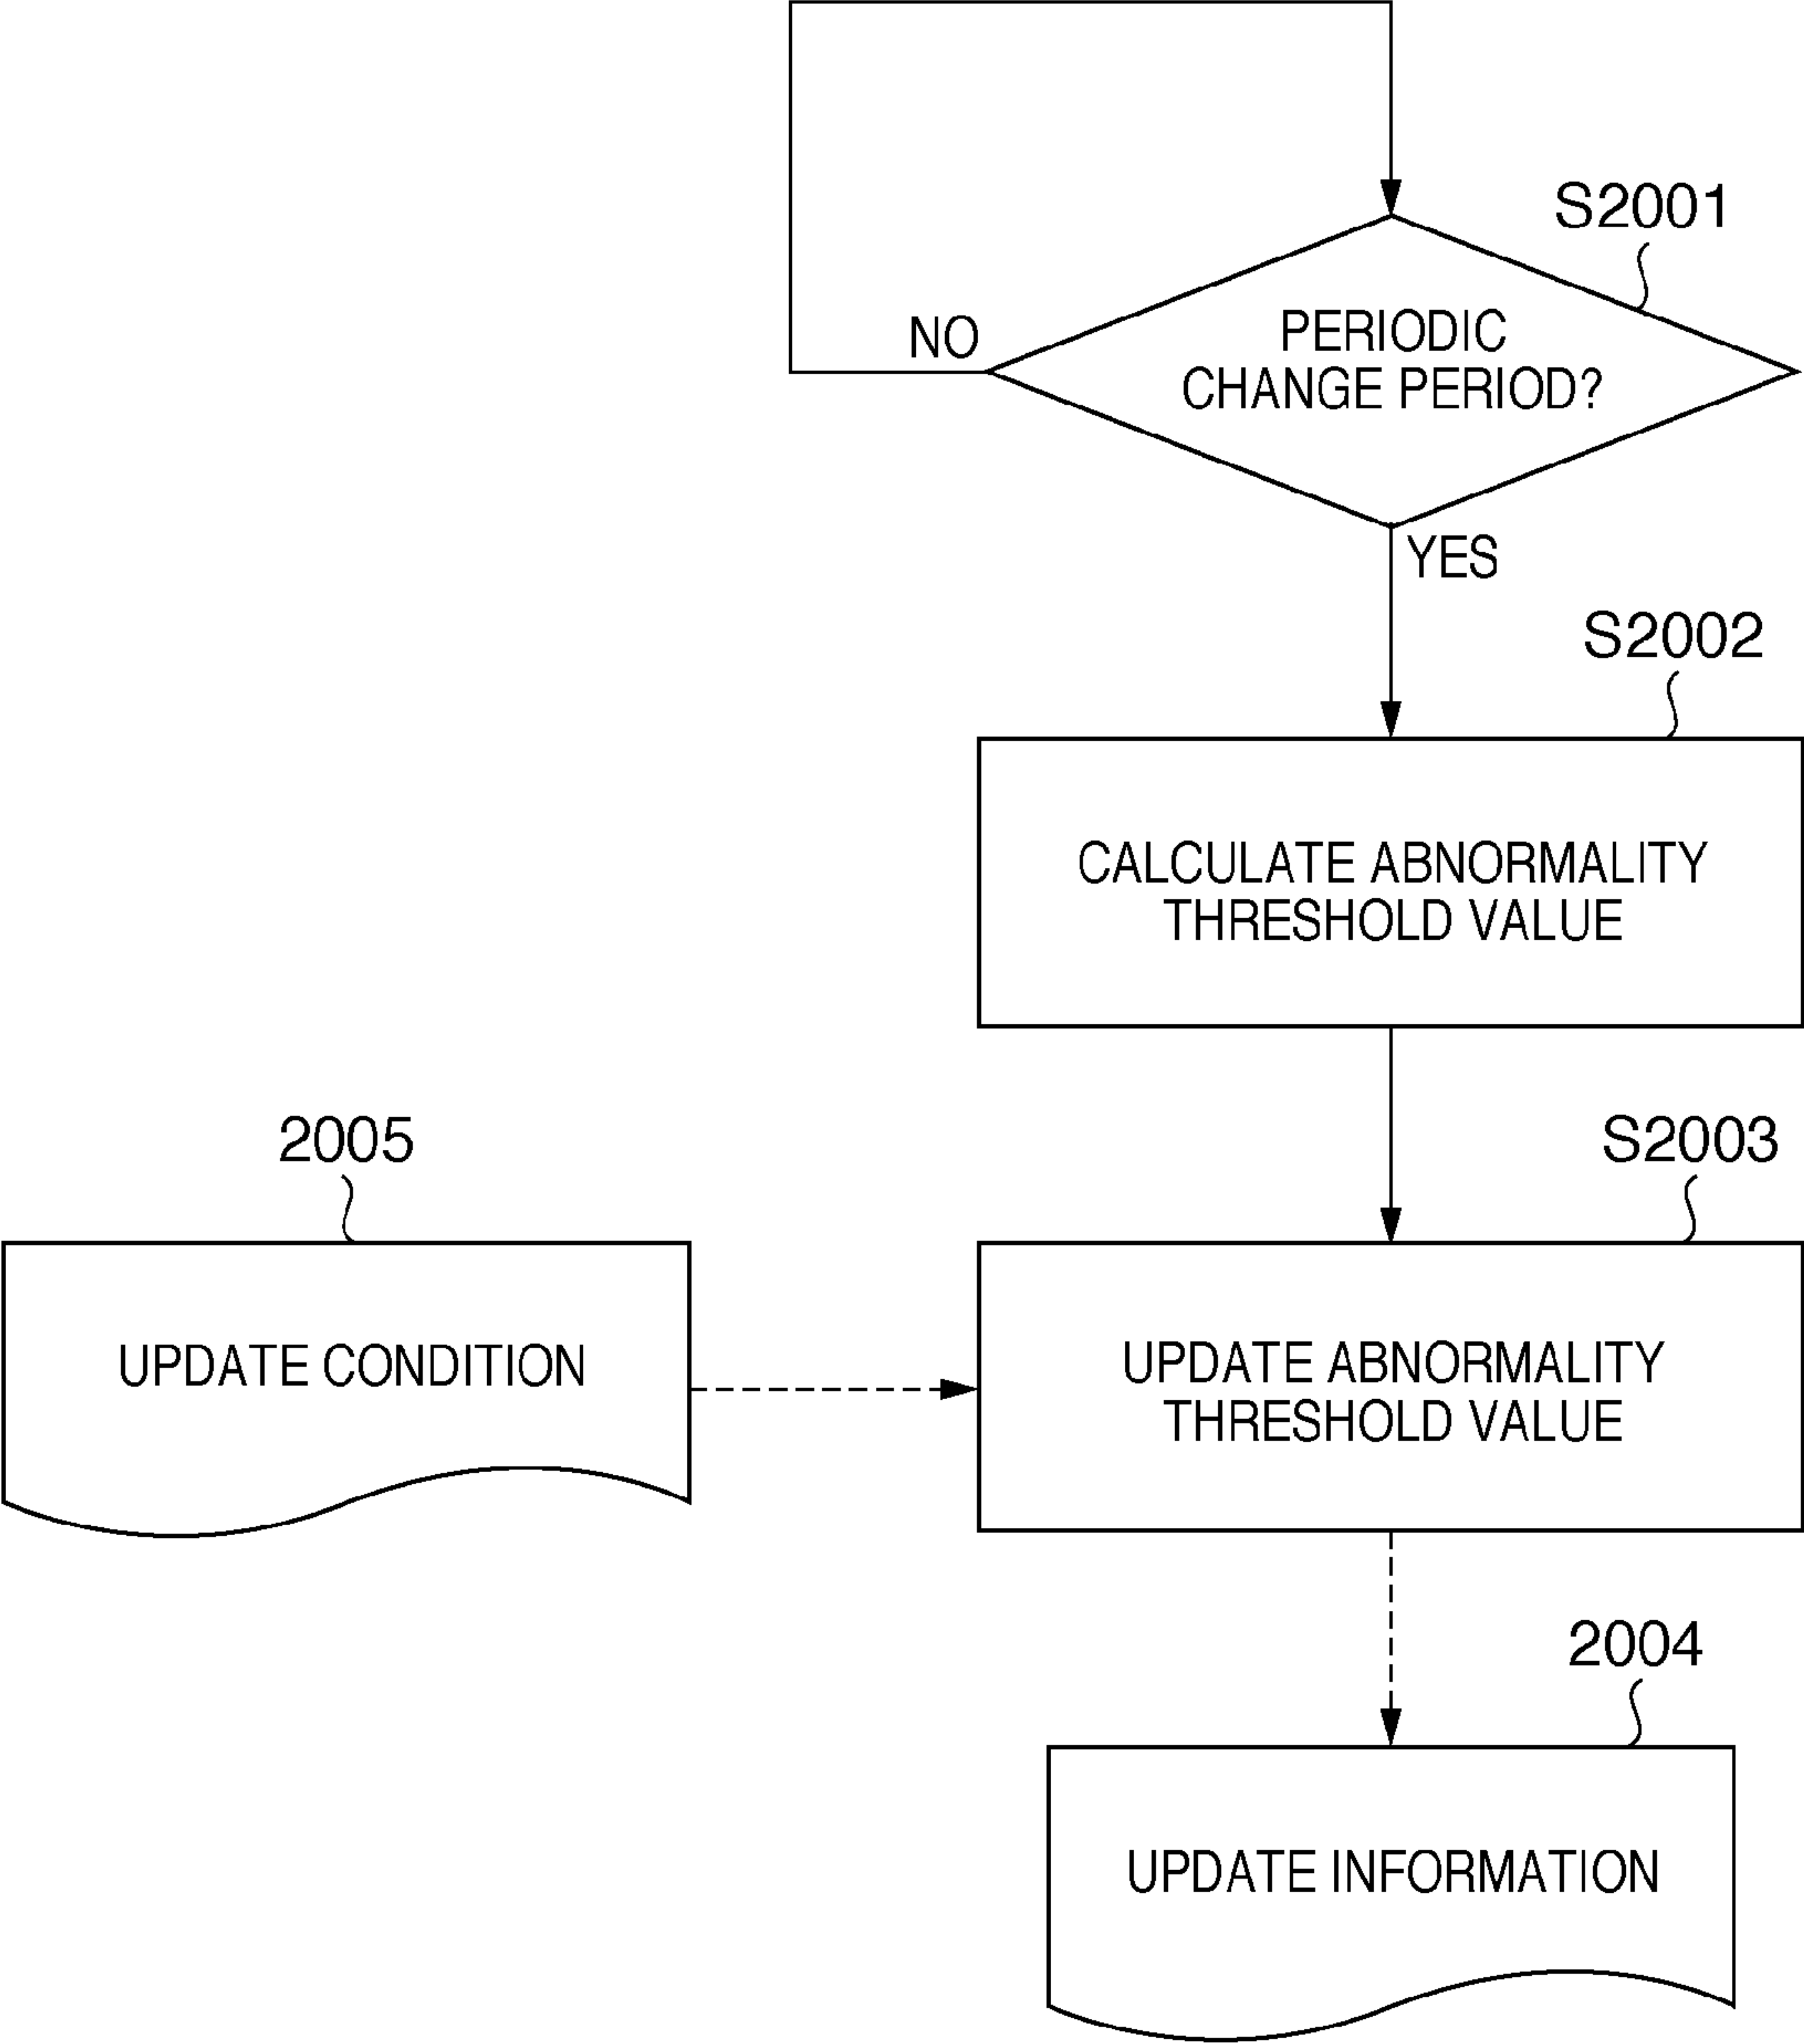 S2001
NO
PERIODIC
CHANGE PERIOD?
YES
S2002
CALCULATE ABNORMALITY
THRESHOLD VALUE
2005
S2003
UPDATE CONDITION
UPDATE ABNORMALITY
THRESHOLD VALUE
2004
UPDATE INFORMATION